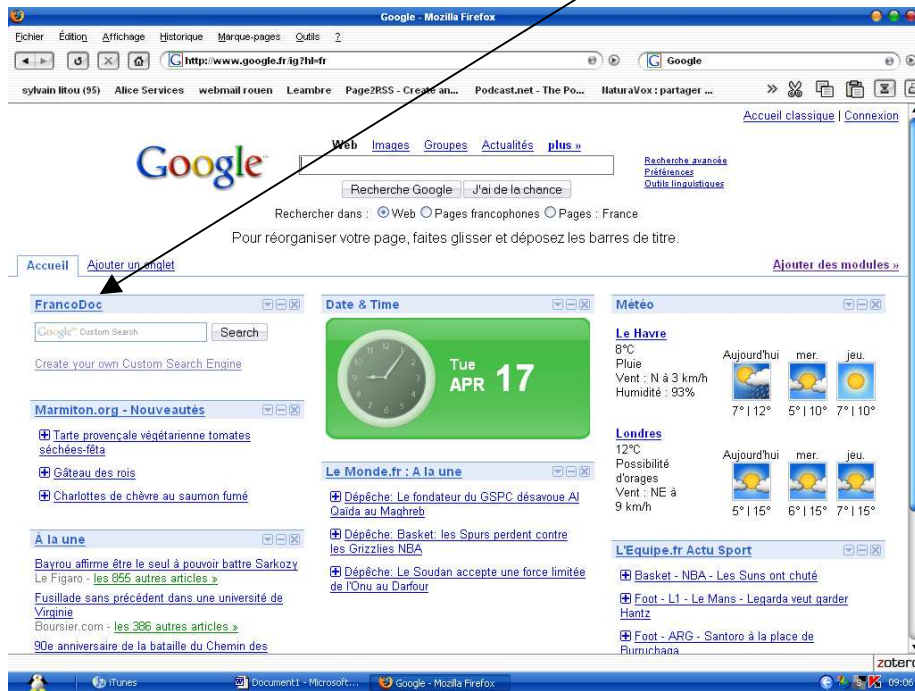 Google - Mozilla Firefox
Fichier Édition Affichage Historique Marque-pages Outils ?
http://www.google.fr/ig?hl=fr
Google
sylvain litou (95) Alice Services webmail rouen Leambre Page2RSS - Create an... Podcast.net - The Po... NaturaVox : partager ... »
Accueil classique | Connexion
Google
Web Images Groupes Actualités plus »
Recherche avancée
Préférences
Outils linguistiques
Recherche Google J'ai de la chance
Rechercher dans : Web Pages francophones Pages : France
Pour réorganiser votre page, faites glisser et déposez les barres de titre.
Accueil Ajouter un onglet
Ajouter des modules »
FrancoDoc
Google Custom Search Search
Create your own Custom Search Engine
Marmiton.org - Nouveautés
Tarte provençale végétarienne tomates
séchées-fêta
Gâteau des rois
Charlottes de chèvre au saumon fumé
À la une
Bayrou affirme être le seul à pouvoir battre Sarkozy
Le Figaro - les 855 autres articles »
Fusillade sans précédent dans une université de
Virginie
Boursier.com - les 386 autres articles »
90e anniversaire de la bataille du Chemin des
Date & Time
12 1 2 3 4 5 6 7 8 9 10 11
Tue
APR 17
Le Monde.fr : A la une
Dépêche: Le fondateur du GSPC désavoue Al
Qaïda au Maghreb
Dépêche: Basket: les Spurs perdent contre
les Grizzlies NBA
Dépêche: Le Soudan accepte une force limitée
de l'Onu au Darfour
Météo
Le Havre
8°C
Pluie
Vent : N à 3 km/h
Humidité : 93%
Aujourd'hui mer. jeu.
7° | 12° 5° | 10° 7° | 10°
Londres
12°C
Possibilité
d'orages
Vent : NE à
9 km/h
Aujourd'hui mer. jeu.
5° | 15° 6° | 15° 7° | 15°
L'Equipe.fr Actu Sport
Basket - NBA - Les Suns ont chuté
Foot - L1 - Le Mans - Legarda veut garder
Hantz
Foot - ARG - Santoro à la place de
Burruchaga
zotero
iTunes Document1 - Microsoft... Google - Mozilla Firefox 09:06